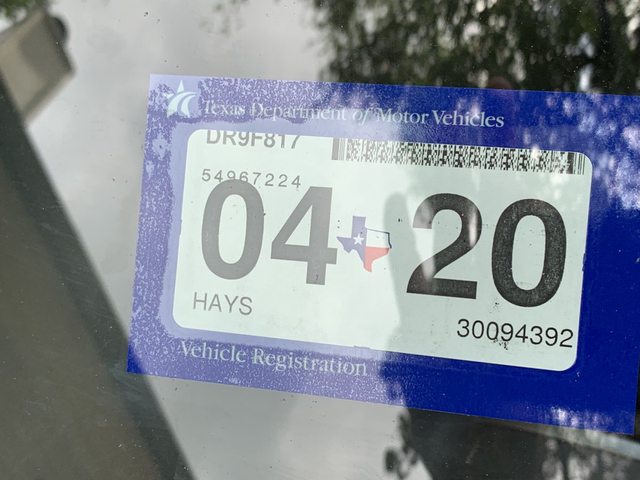 Texas Department of Motor Vehicles
DR9F817
54967224
04 20
HAYS
30094392
Vehicle Registration